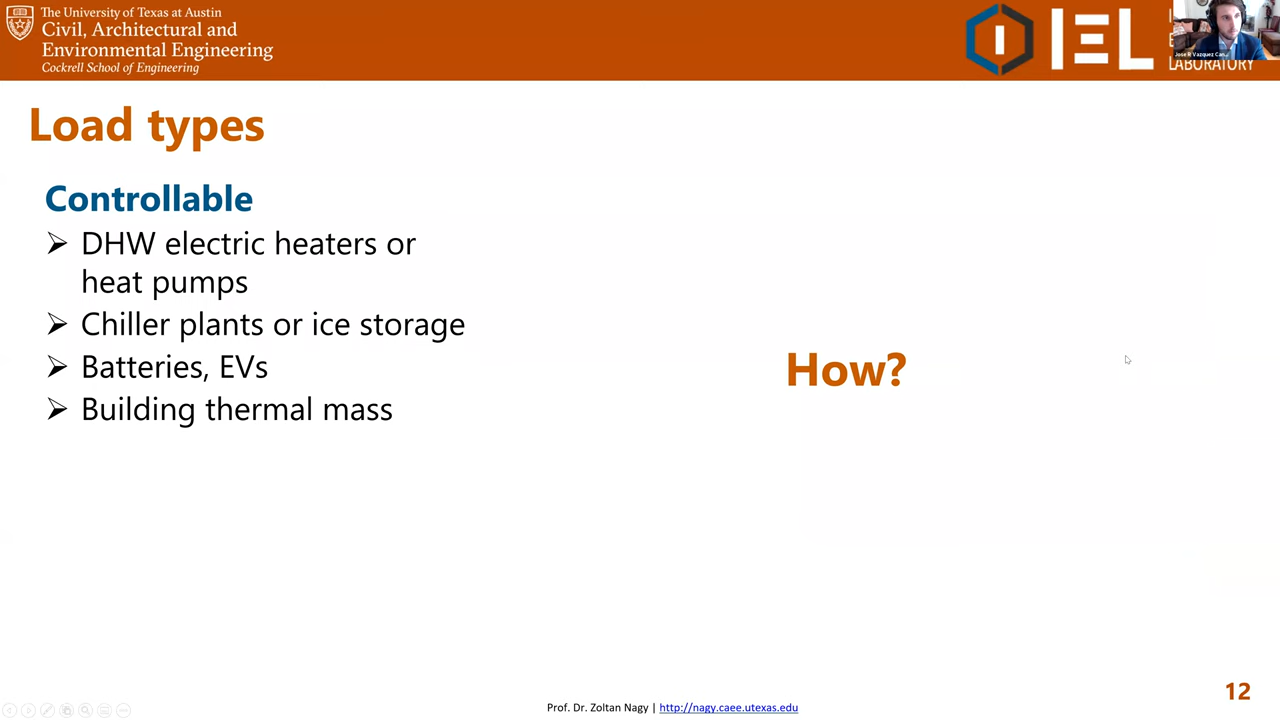 The University of Texas at Austin
Civil, Architectural and
Environmental Engineering
Cockrell School of Engineering
IEL
LABORATORY
Load types
Controllable
➢ DHW electric heaters or
heat pumps
➢ Chiller plants or ice storage
➢ Batteries, EVs
➢ Building thermal mass
How?
12
Prof. Dr. Zoltan Nagy | http://nagy.caee.utexas.edu